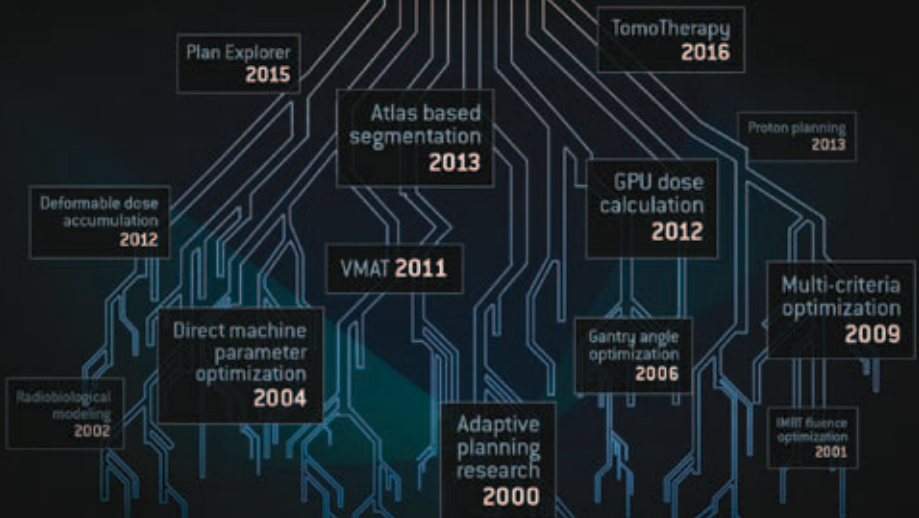 TomoTherapy
2016
Plan Explorer
2015
Atlas based
segmentation
2013
Proton planning
2013
GPU dose
calculation
2012
Deformable dose
accumulation
2012
VMAT 2011
Multi-criteria
optimization
2009
Direct machine
parameter
optimization
2004
Gantry angle
optimization
2006
Radiobiological
modeling
2002
Adaptive
planning
research
2000
IMRT fluence
optimization
2001